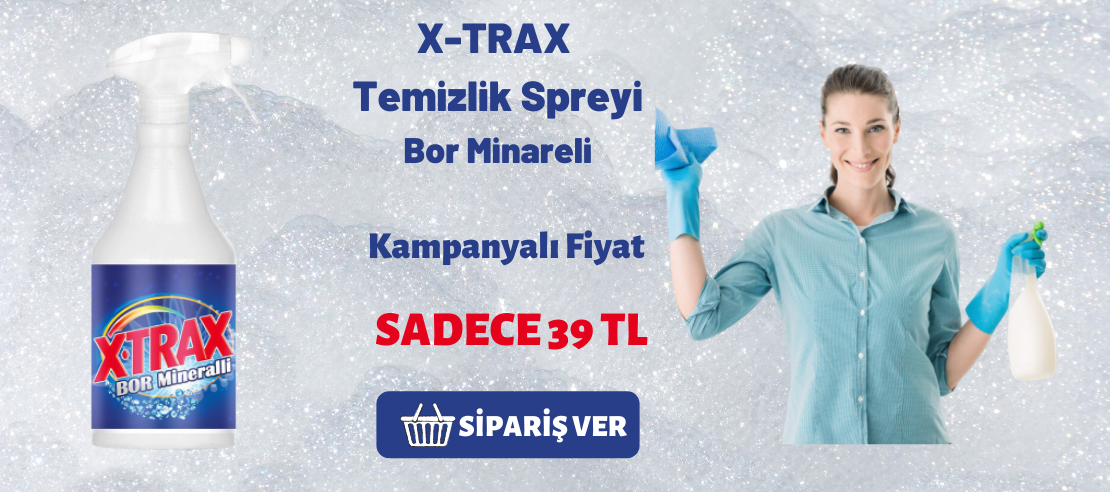 X-TRAX
Temizlik Spreyi
Bor Minareli
Kampanyalı Fiyat
SADECE 39 TL
SİPARİŞ VER
X-TRAX
BOR Mineralli